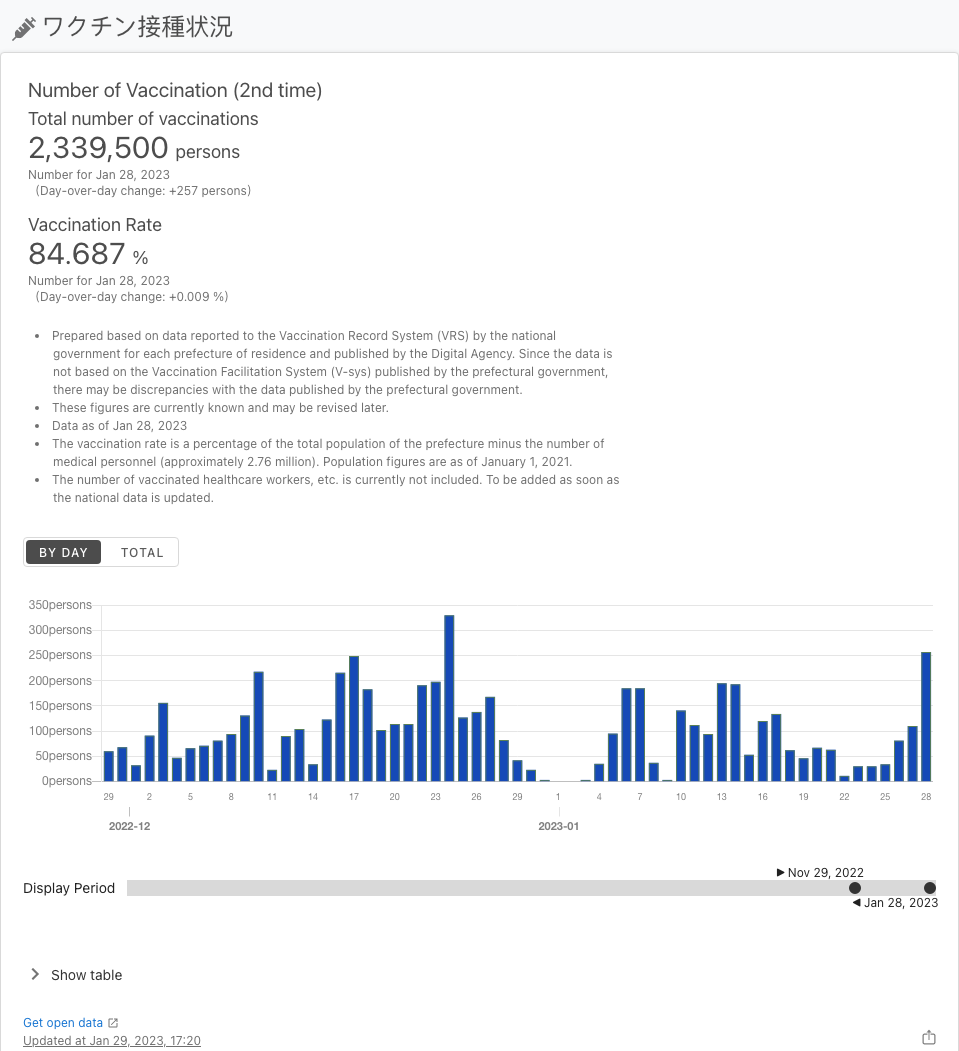 ワクチン接種状況
Number of Vaccination (2nd time)
Total number of vaccinations
2,339,500 persons
Number for Jan 28, 2023
(Day-over-day change: +257 persons)
Vaccination Rate
84.687 %
Number for Jan 28, 2023
(Day-over-day change: +0.009 %)
• Prepared based on data reported to the Vaccination Record System (VRS) by the national
government for each prefecture of residence and published by the Digital Agency. Since the data is
not based on the Vaccination Facilitation System (V-sys) published by the prefectural government,
there may be discrepancies with the data published by the prefectural government.
• These figures are currently known and may be revised later.
• Data as of Jan 28, 2023
• The vaccination rate is a percentage of the total population of the prefecture minus the number of
medical personnel (approximately 2.76 million). Population figures are as of January 1, 2021.
• The number of vaccinated healthcare workers, etc. is currently not included. To be added as soon as
the national data is updated.
BY DAY TOTAL
350persons
300persons
250persons
200persons
150persons
100persons
50persons
0persons
29 2 5 8 11 14 17 20 23 26 29 1 4 7 10 13 16 19 22 25 28
2022-12 2023-01
▶ Nov 29, 2022
Display Period
◀ Jan 28, 2023
Show table
Get open data
Updated at Jan 29, 2023, 17:20